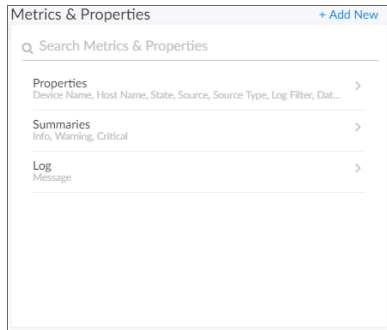 Metrics & Properties
+ Add New
Search Metrics & Properties
Properties
Device Name, Host Name, State, Source, Source Type, Log Filter, Dat...
Summaries
Info, Warning, Critical
Log
Message